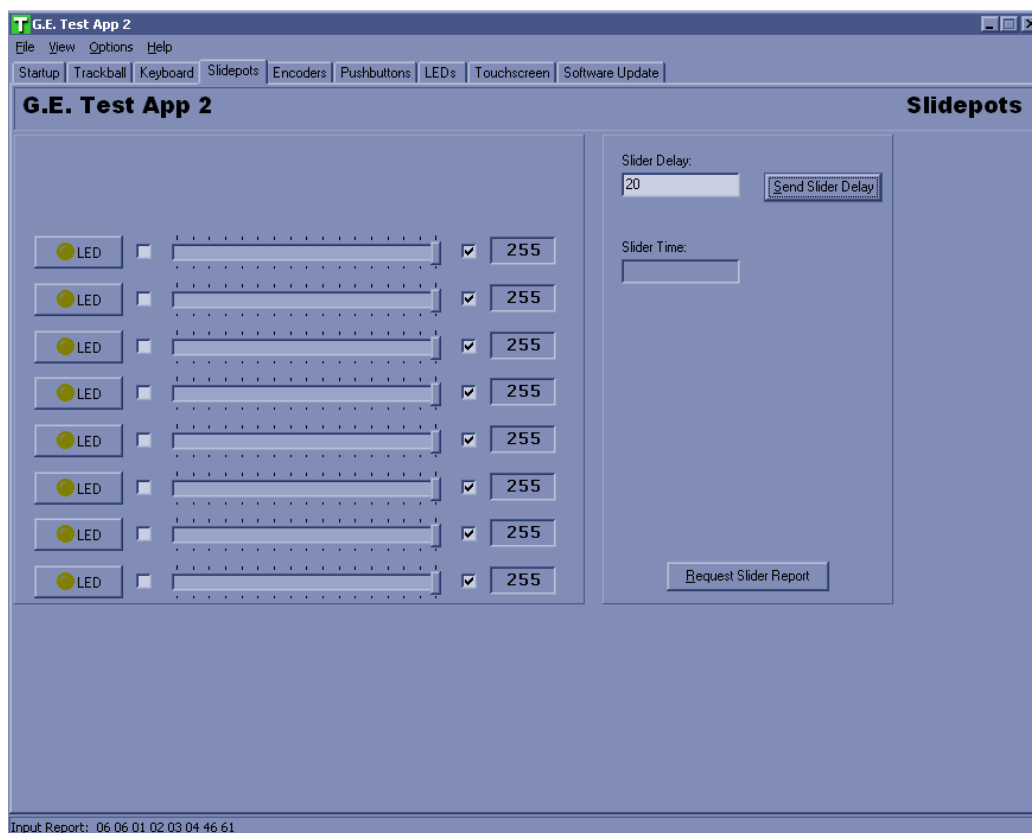 G.E. Test App 2
File View Options Help
Startup Trackball Keyboard Slidepots Encoders Pushbuttons LEDs Touchscreen Software Update
G.E. Test App 2 Slidepots
Slider Delay:
20 Send Slider Delay
LED 255 Slider Time:
LED 255
LED 255
LED 255
LED 255
LED 255
LED 255
LED 255 Request Slider Report
Input Report: 06 06 01 02 03 04 46 61